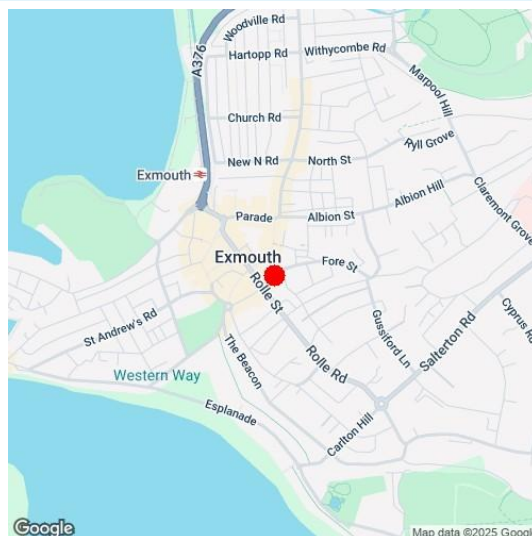 Woodville Rd
A376
Hartopp Rd
Withycombe Rd
Marpool Hill
Church Rd
Ryll Grove
New N Rd
North St
Exmouth
Claremont Grove
Albion Hill
Parade
Albion St
Exmouth
Fore St
Rolle St
St Andrew's Rd
Gussiford Ln
Salterton Rd
Cyprus Rd
The Beacon
Rolle Rd
Western Way
Esplanade
Carlton Hill
Google
Map data ©2025 Google